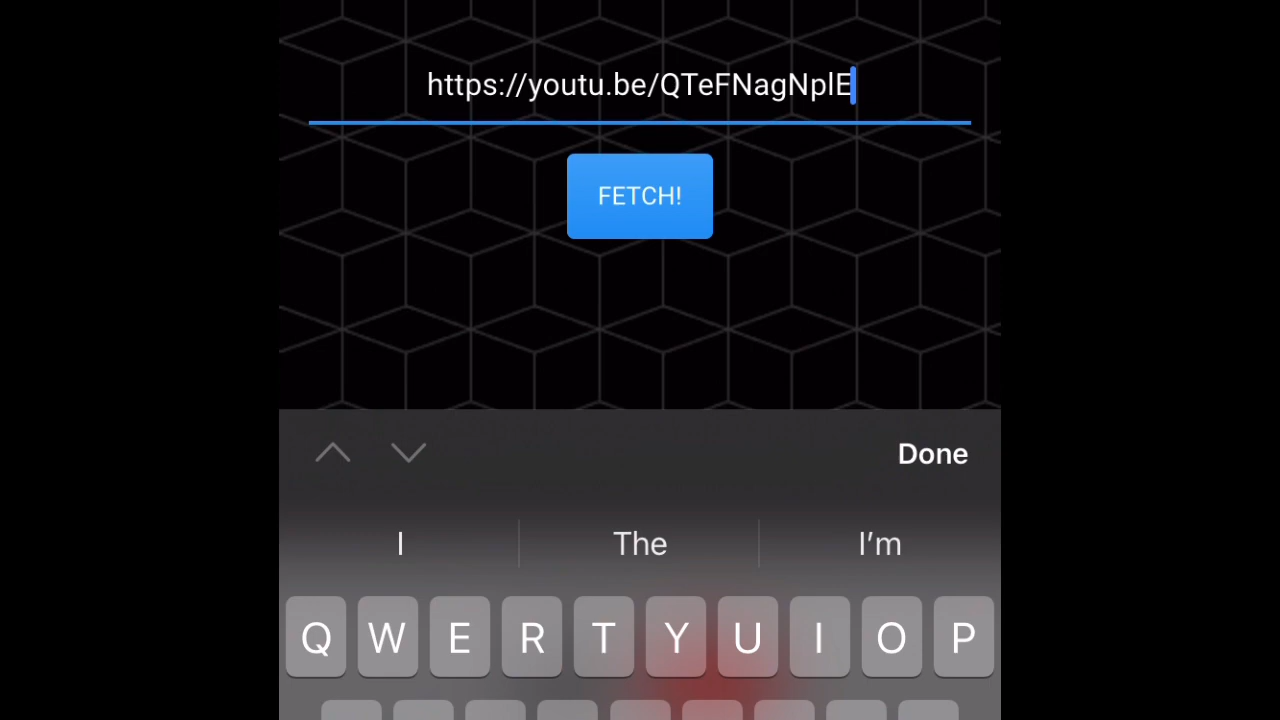 https://youtu.be/QTeFNagNplE
FETCH!
Done
I The I'm
Q W E R T Y U I O P